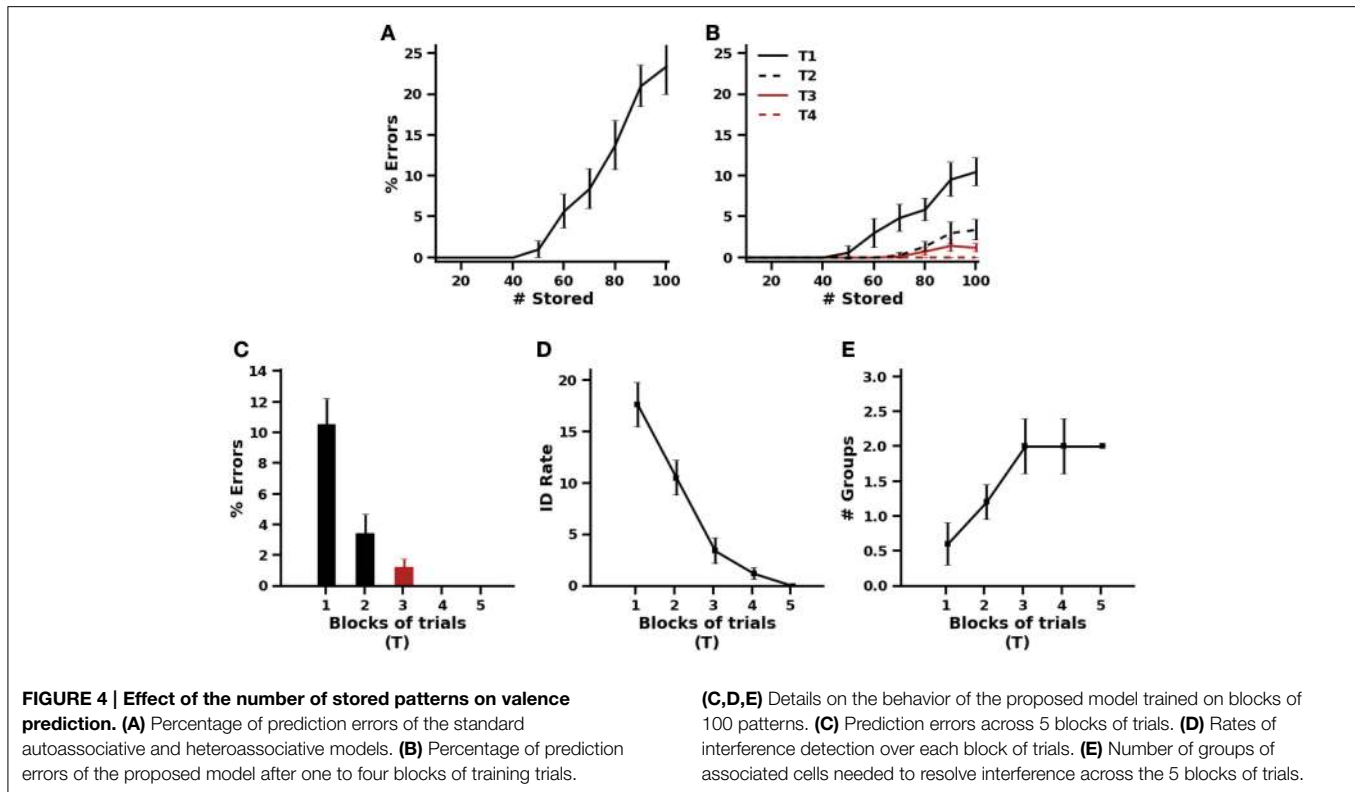 A
25
20
15
10
5
0
% Errors
20 40 60 80 100
# Stored
B
25
20
15
10
5
0
T1
T2
T3
T4
20 40 60 80 100
# Stored
C
14
12
10
8
6
4
2
0
% Errors
1 2 3 4 5
Blocks of trials
(T)
D
20
15
10
5
0
ID Rate
1 2 3 4 5
Blocks of trials
(T)
E
3.0
2.5
2.0
1.5
1.0
0.5
0.0
# Groups
1 2 3 4 5
Blocks of trials
(T)
FIGURE 4 | Effect of the number of stored patterns on valence
prediction. (A) Percentage of prediction errors of the standard
autoassociative and heteroassociative models. (B) Percentage of prediction
errors of the proposed model after one to four blocks of training trials.
(C,D,E) Details on the behavior of the proposed model trained on blocks of
100 patterns. (C) Prediction errors across 5 blocks of trials. (D) Rates of
interference detection over each block of trials. (E) Number of groups of
associated cells needed to resolve interference across the 5 blocks of trials.